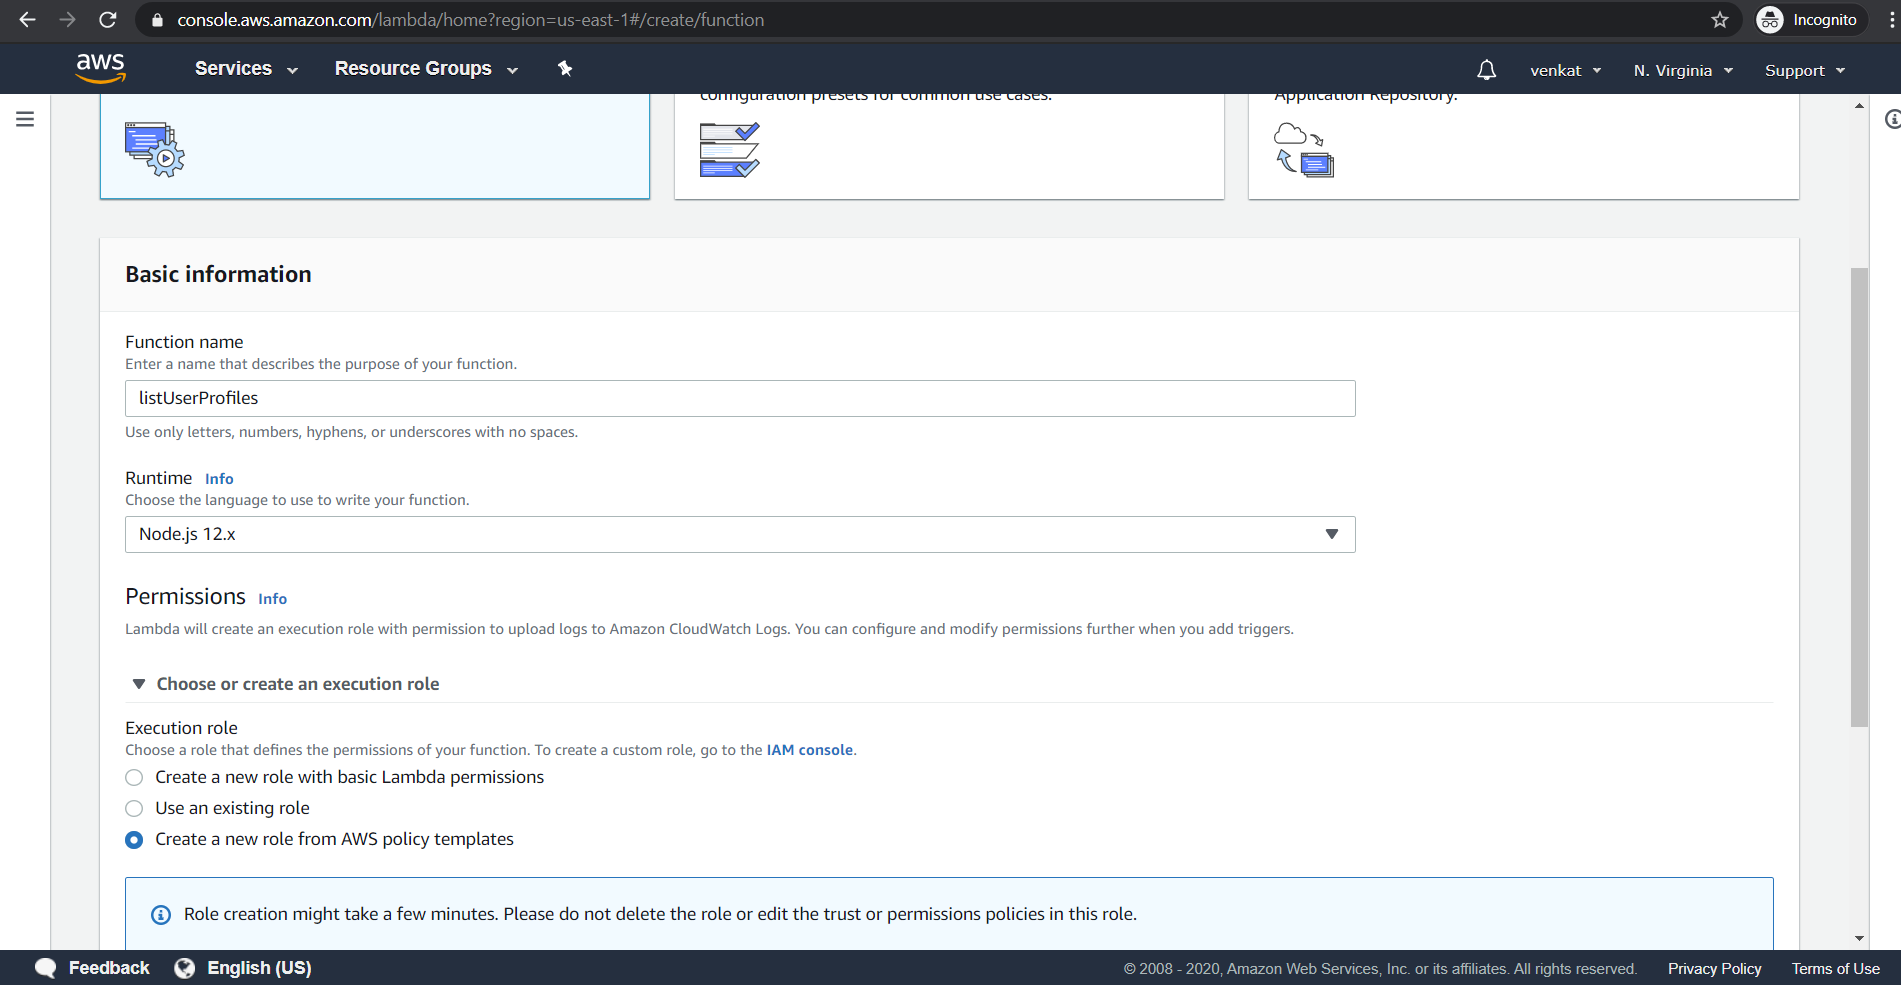 console.aws.amazon.com/lambda/home?region=us-east-1#/create/function
Incognito
aws
Services
Resource Groups
venkat
N. Virginia
Support
configuration presets for common use cases.
Application Repository.
Basic information
Function name
Enter a name that describes the purpose of your function.
listUserProfiles
Use only letters, numbers, hyphens, or underscores with no spaces.
Runtime Info
Choose the language to use to write your function.
Node.js 12.x
Permissions Info
Lambda will create an execution role with permission to upload logs to Amazon CloudWatch Logs. You can configure and modify permissions further when you add triggers.
Choose or create an execution role
Execution role
Choose a role that defines the permissions of your function. To create a custom role, go to the IAM console.
Create a new role with basic Lambda permissions
Use an existing role
Create a new role from AWS policy templates
Role creation might take a few minutes. Please do not delete the role or edit the trust or permissions policies in this role.
Feedback
English (US)
© 2008 - 2020, Amazon Web Services, Inc. or its affiliates. All rights reserved.
Privacy Policy
Terms of Use